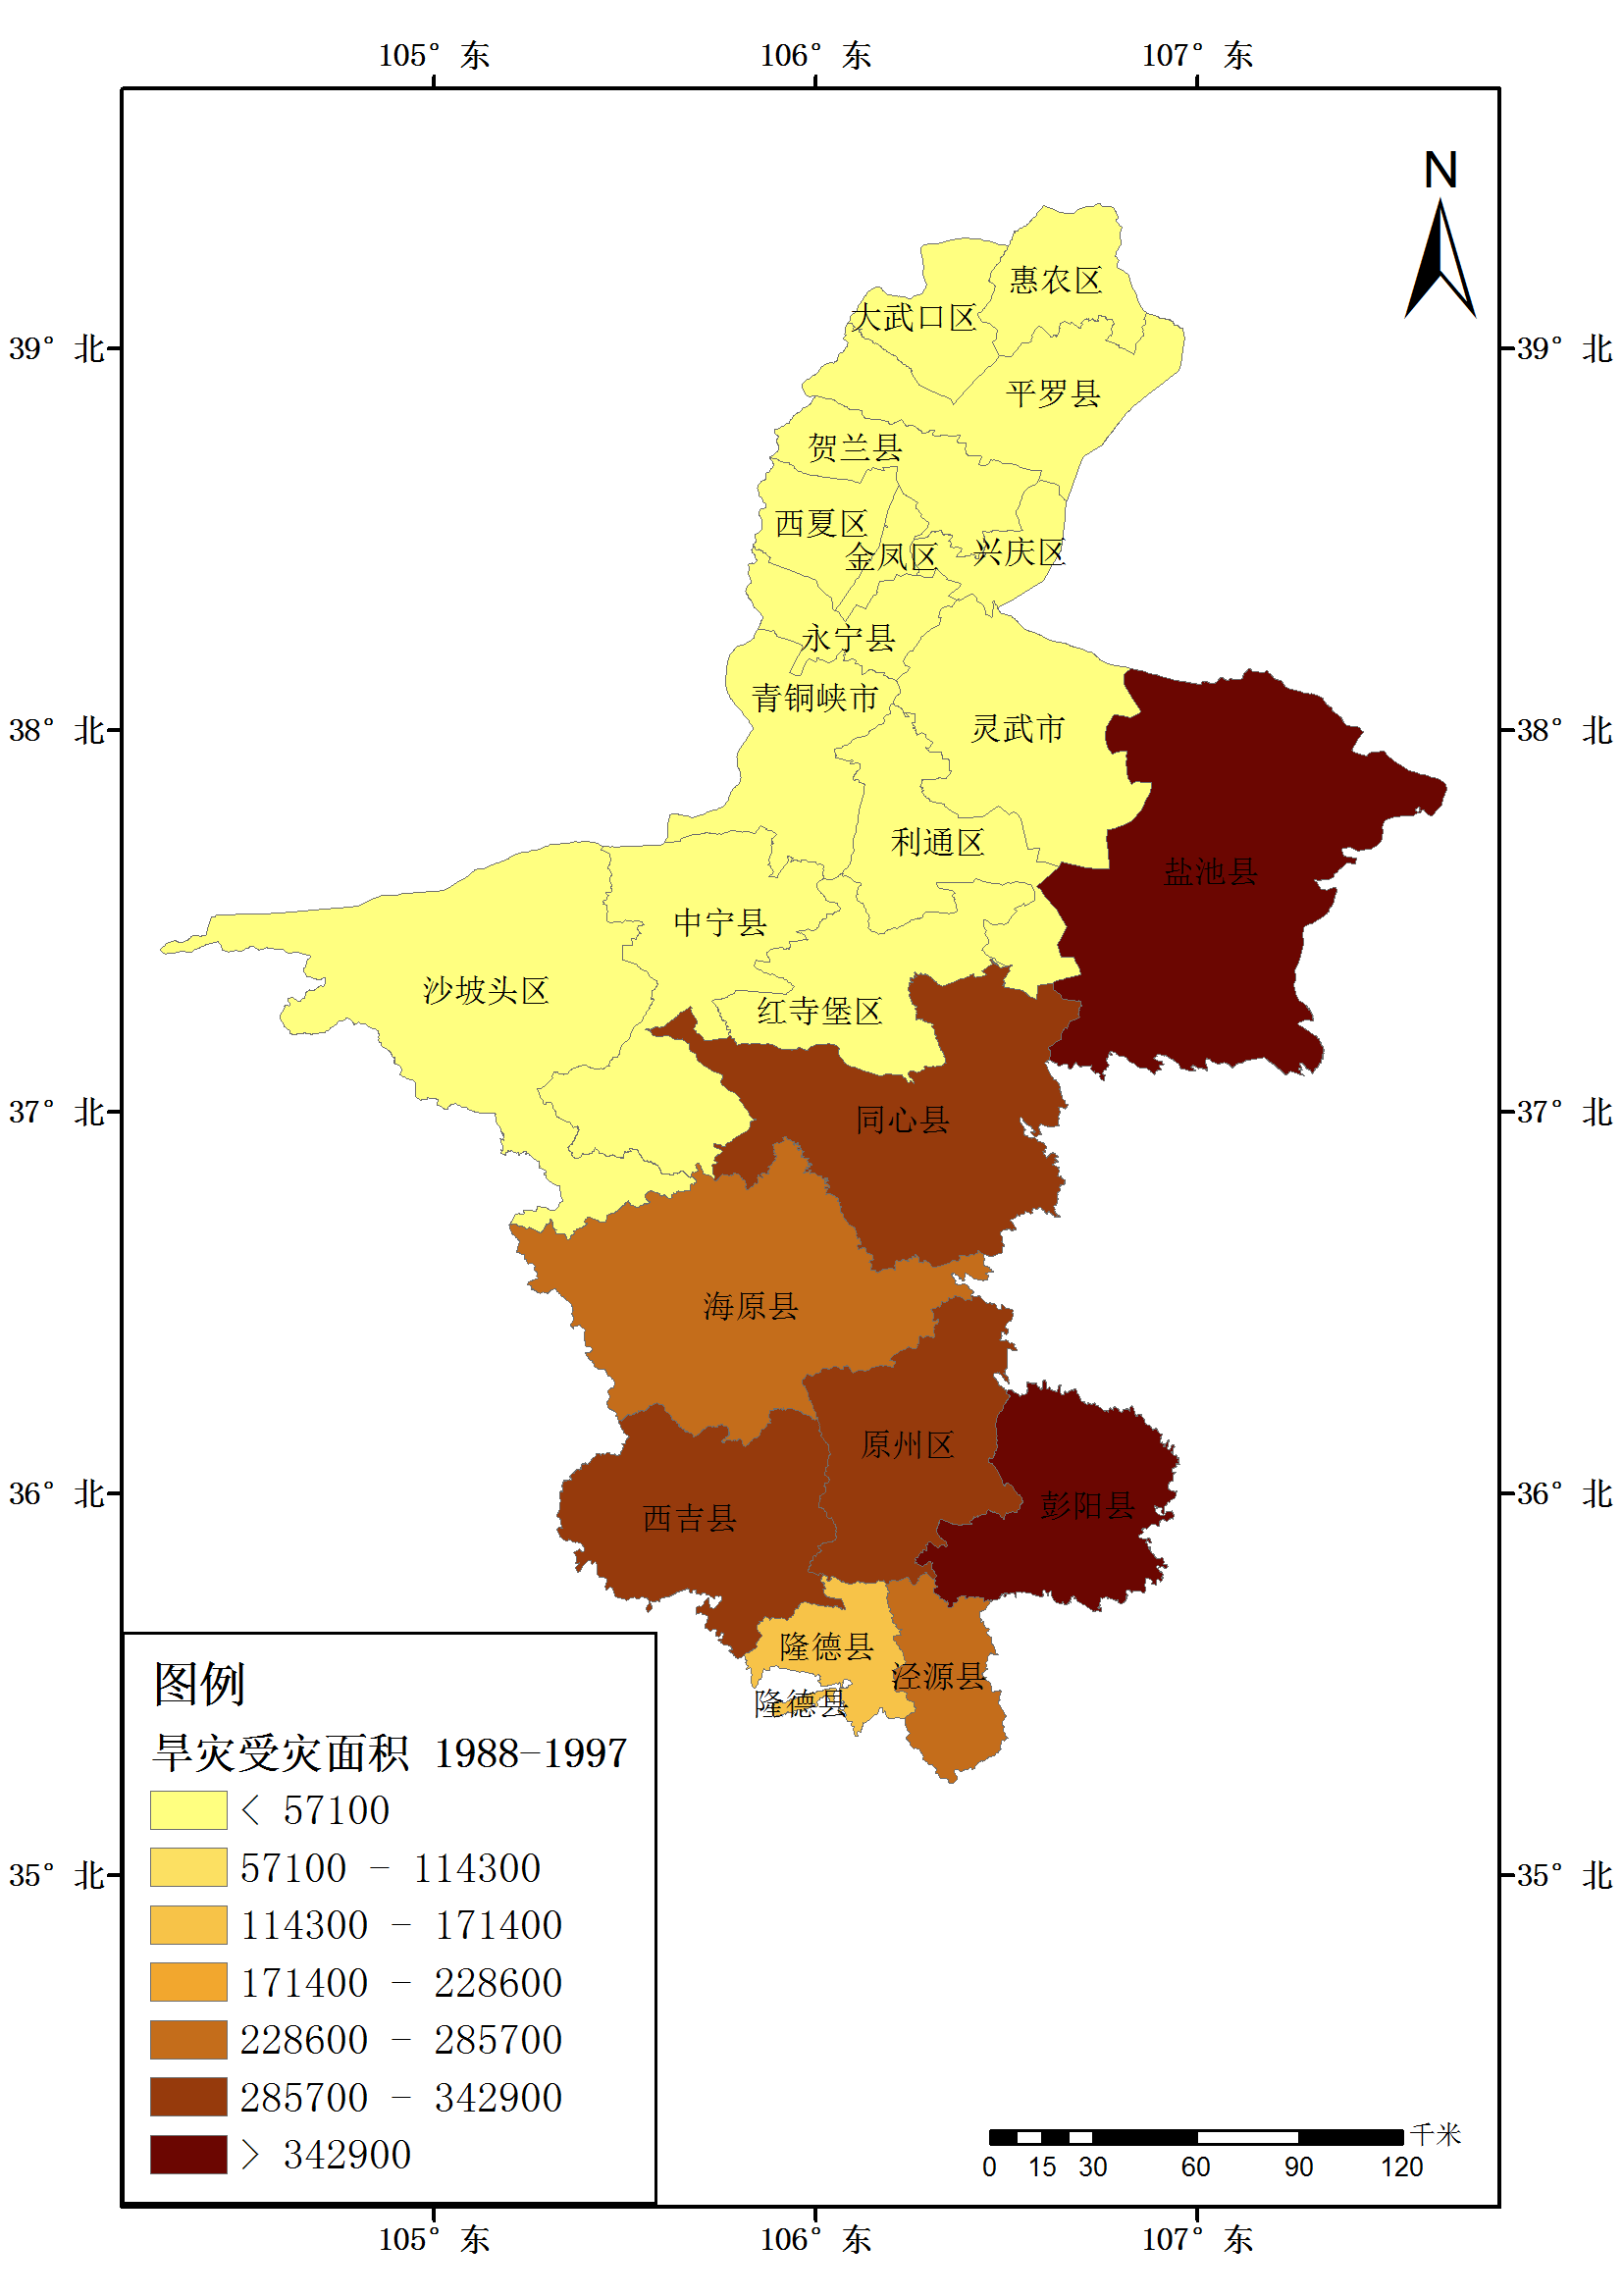 105° 东
106° 东
107° 东
N
惠农区
大武口区
39° 北
39° 北
平罗县
贺兰县
西夏区
金凤区
兴庆区
永宁县
青铜峡市
38° 北
灵武市
38° 北
利通区
盐池县
中宁县
沙坡头区
红寺堡区
37° 北
同心县
37° 北
海原县
原州区
36° 北
西吉县
彭阳县
36° 北
隆德县
泾源县
隆德县
图例
旱灾受灾面积 1988-1997
< 57100
57100 - 114300
35° 北
35° 北
114300 - 171400
171400 - 228600
228600 - 285700
285700 - 342900
> 342900
千米
0 15 30 60 90 120
105° 东
106° 东
107° 东